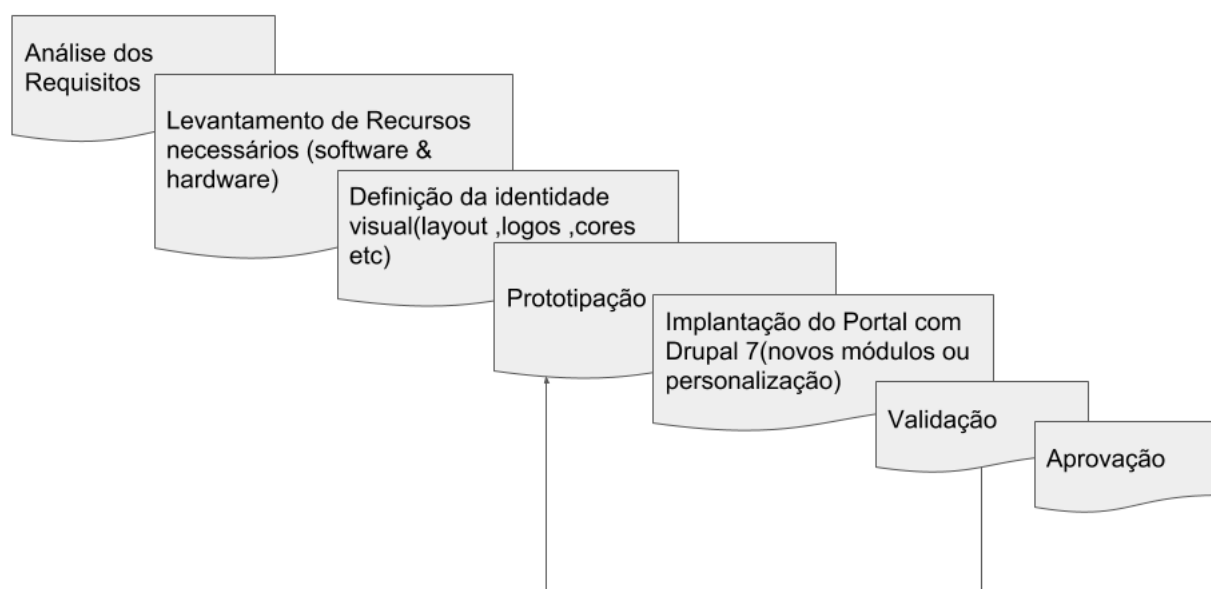 Análise dos
Requisitos
Levantamento de Recursos
necessários (software &
hardware)
Definição da identidade
visual(layout ,logos ,cores
etc)
Prototipação
Implantação do Portal com
Drupal 7(novos módulos ou
personalização)
Validação
Aprovação